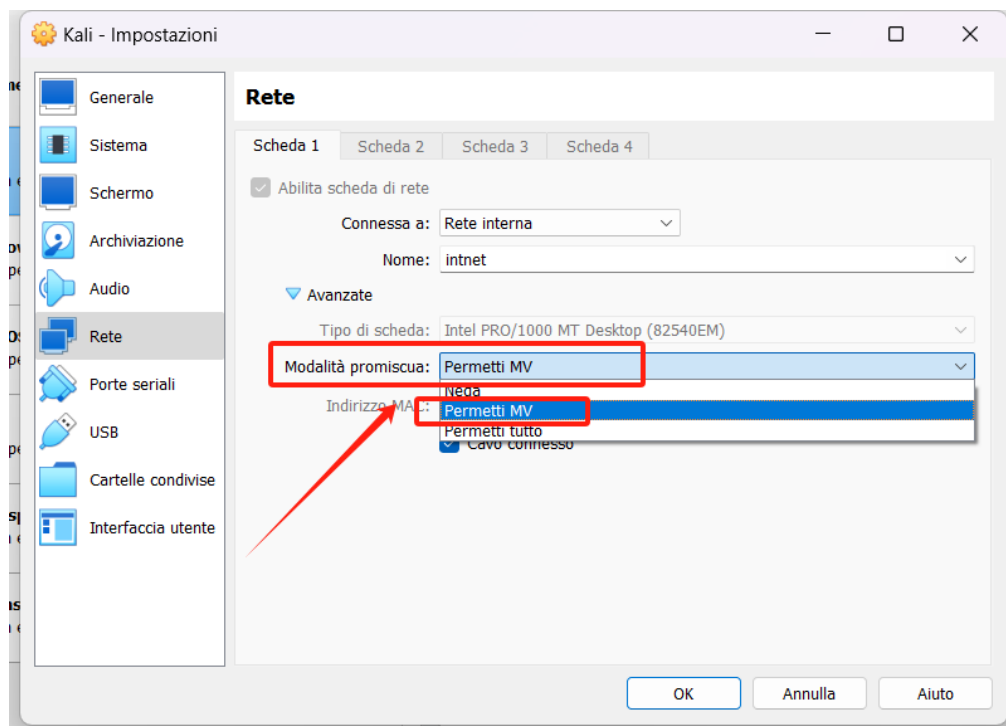 Kali - Impostazioni
Generale
Sistema
Schermo
Archiviazione
Audio
Rete
Porte seriali
USB
Cartelle condivise
Interfaccia utente
Rete
Scheda 1 Scheda 2 Scheda 3 Scheda 4
Abilita scheda di rete
Connessa a: Rete interna
Nome: intnet
Avanzate
Tipo di scheda: Intel PRO/1000 MT Desktop (82540EM)
Modalità promiscua: Permetti MV
Nega
Indirizzo MAC: Permetti MV
Permetti tutto
Cavo connesso
OK Annulla Aiuto